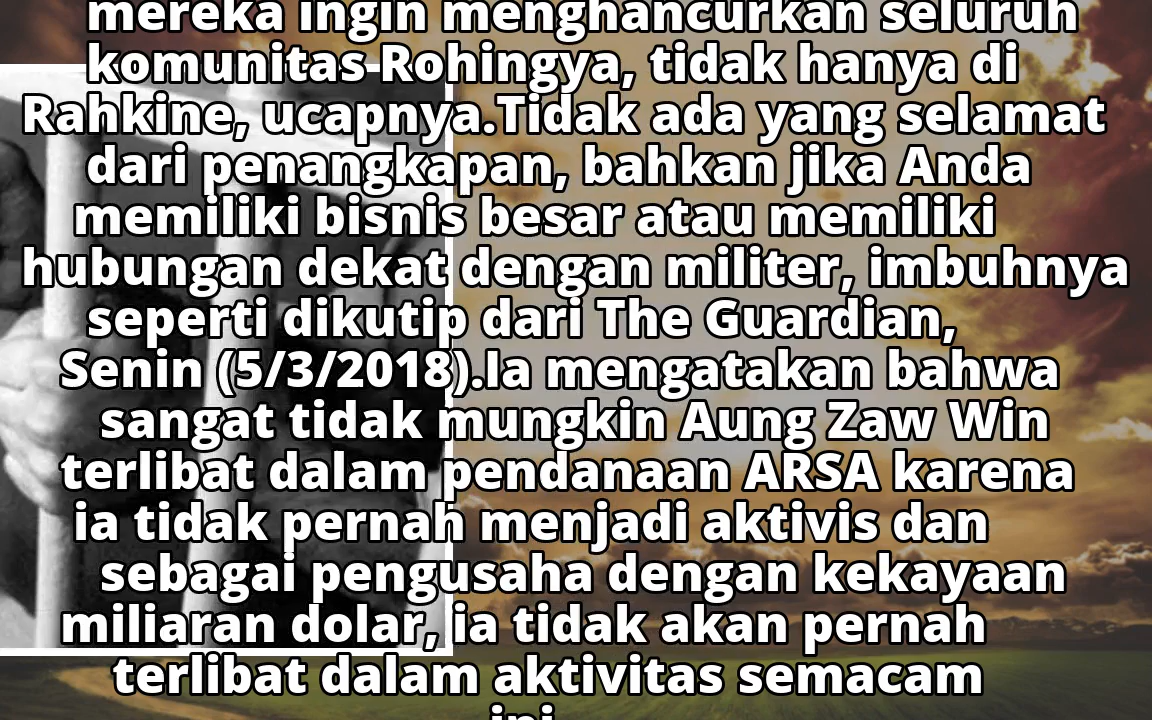 mereka ingin menghancurkan seluruh
komunitas Rohingya, tidak hanya di
Rahkine, ucapnya.Tidak ada yang selamat
dari penangkapan, bahkan jika Anda
memiliki bisnis besar atau memiliki
hubungan dekat dengan militer, imbuhnya
seperti dikutip dari The Guardian,
Senin (5/3/2018).Ia mengatakan bahwa
sangat tidak mungkin Aung Zaw Win
terlibat dalam pendanaan ARSA karena
ia tidak pernah menjadi aktivis dan
sebagai pengusaha dengan kekayaan
miliaran dolar, ia tidak akan pernah
terlibat dalam aktivitas semacam
ini